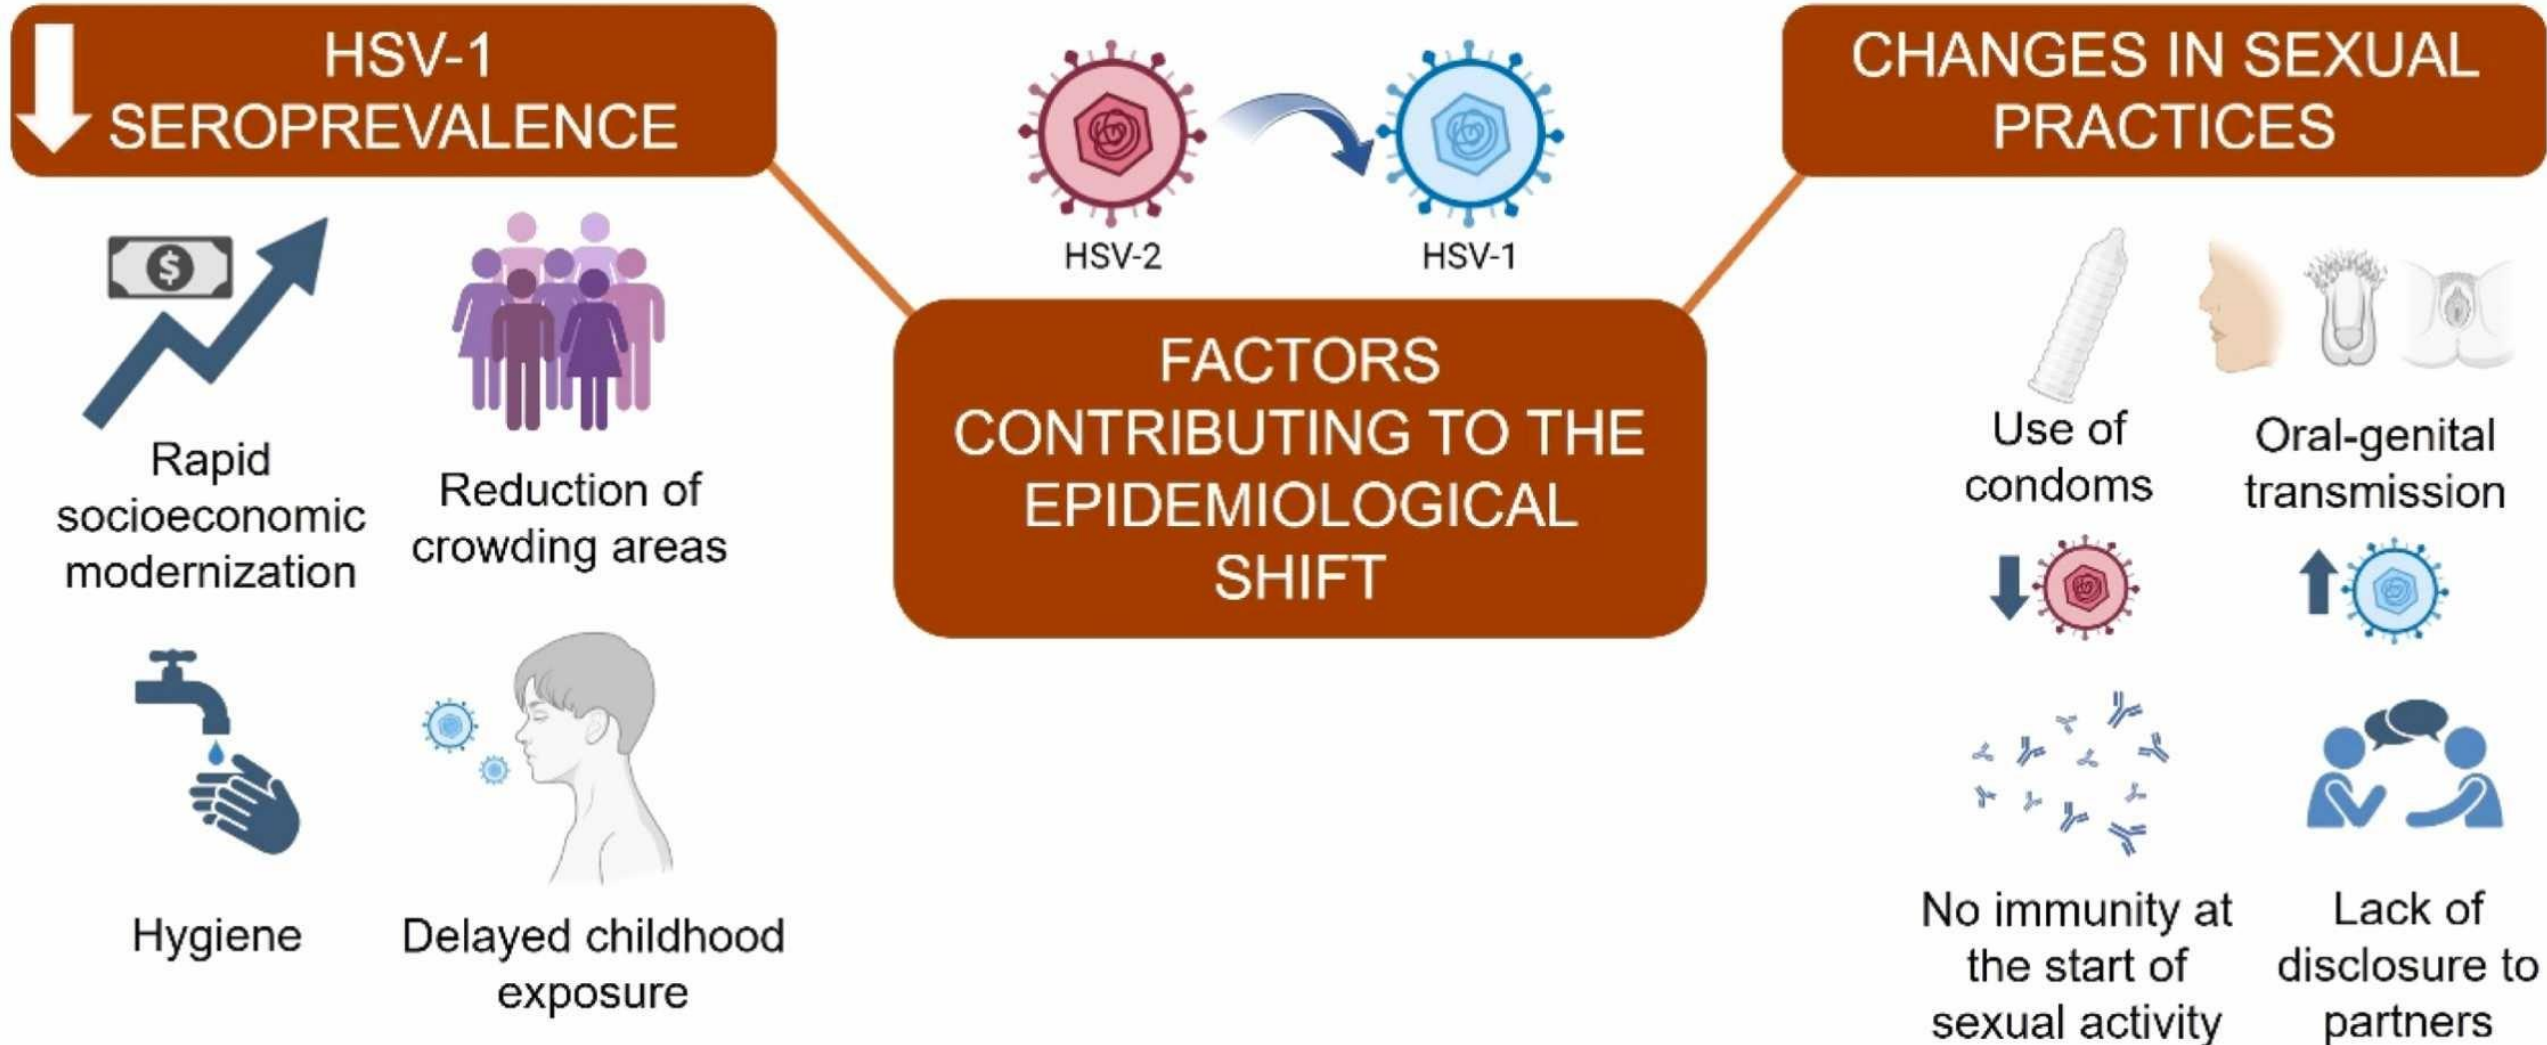 HSV-1
SEROPREVALENCE
$
Rapid
socioeconomic
modernization
Reduction of
crowding areas
Hygiene
Delayed childhood
exposure
HSV-2
HSV-1
FACTORS
CONTRIBUTING TO THE
EPIDEMIOLOGICAL
SHIFT
CHANGES IN SEXUAL
PRACTICES
Use of
condoms
Oral-genital
transmission
No immunity at
the start of
sexual activity
Lack of
disclosure to
partners